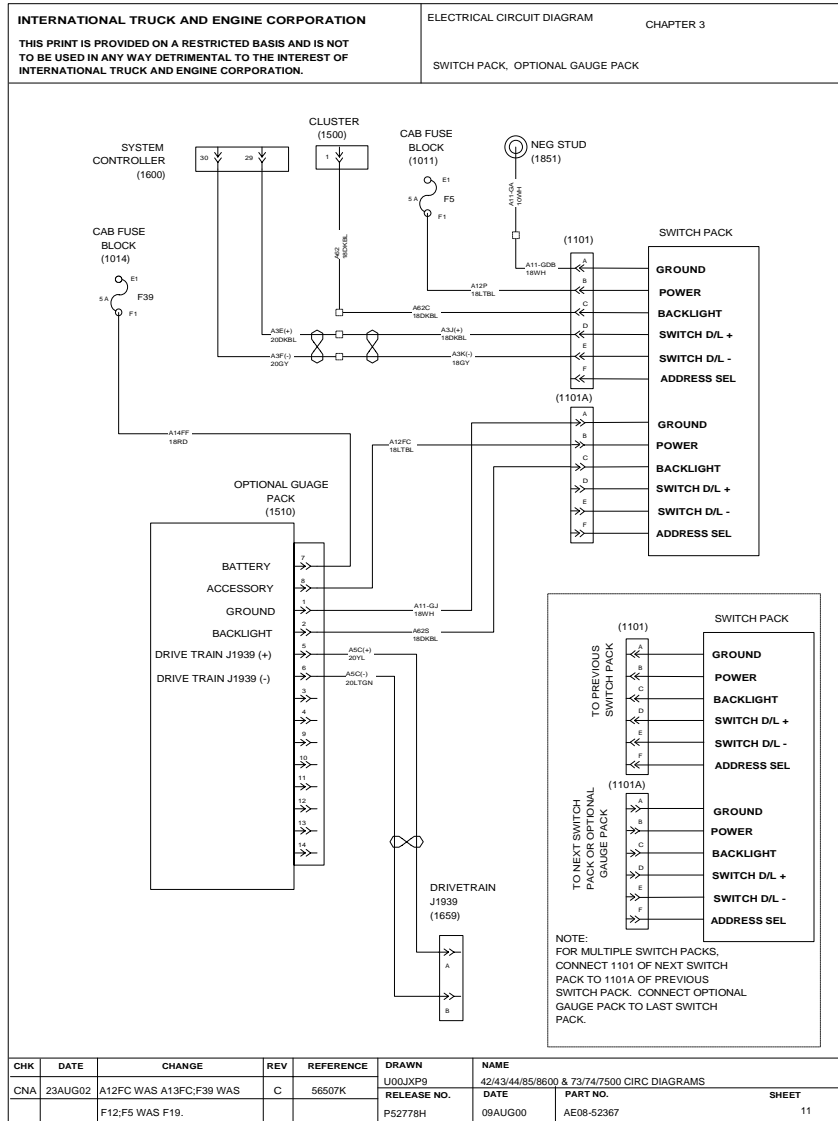 INTERNATIONAL TRUCK AND ENGINE CORPORATION
THIS PRINT IS PROVIDED ON A RESTRICTED BASIS AND IS NOT
TO BE USED IN ANY WAY DETRIMENTAL TO THE INTEREST OF
INTERNATIONAL TRUCK AND ENGINE CORPORATION.
ELECTRICAL CIRCUIT DIAGRAM
CHAPTER 3
SWITCH PACK, OPTIONAL GAUGE PACK
SYSTEM
CONTROLLER
(1600)
30
29
CLUSTER
(1500)
1
CAB FUSE
BLOCK
(1011)
E1
5 A
F5
F1
NEG STUD
(1851)
A11-GA
10WH
A62
18DKBL
CAB FUSE
BLOCK
(1014)
E1
5 A
F39
F1
(1101)
SWITCH PACK
A11-GDB
18WH
A
GROUND
A12P
18LTBL
B
POWER
A62C
18DKBL
C
BACKLIGHT
A3E(+)
20DKBL
A3J(+)
18DKBL
D
SWITCH D/L +
A3F(-)
20GY
A3K(-)
18GY
E
SWITCH D/L -
F
ADDRESS SEL
(1101A)
A
GROUND
A14FF
18RD
A12FC
18LTBL
B
POWER
C
BACKLIGHT
D
SWITCH D/L +
E
SWITCH D/L -
F
ADDRESS SEL
OPTIONAL GUAGE
PACK
(1510)
BATTERY
7
ACCESSORY
8
GROUND
1
A11-GJ
18WH
BACKLIGHT
2
A62S
18DKBL
DRIVE TRAIN J1939 (+)
5
A5C(+)
20YL
DRIVE TRAIN J1939 (-)
6
A5C(-)
20LTGN
3
4
9
10
11
12
13
14
DRIVETRAIN
J1939
(1659)
A
B
(1101)
SWITCH PACK
TO PREVIOUS
SWITCH PACK
A
GROUND
B
POWER
C
BACKLIGHT
D
SWITCH D/L +
E
SWITCH D/L -
F
ADDRESS SEL
(1101A)
TO NEXT SWITCH
PACK OR OPTIONAL
GAUGE PACK
A
GROUND
B
POWER
C
BACKLIGHT
D
SWITCH D/L +
E
SWITCH D/L -
F
ADDRESS SEL
NOTE:
FOR MULTIPLE SWITCH PACKS,
CONNECT 1101 OF NEXT SWITCH
PACK TO 1101A OF PREVIOUS
SWITCH PACK. CONNECT OPTIONAL
GAUGE PACK TO LAST SWITCH
PACK.
CHK DATE CHANGE REV REFERENCE DRAWN NAME
U00JXP9 42/43/44/85/8600 & 73/74/7500 CIRC DIAGRAMS
CNA 23AUG02 A12FC WAS A13FC;F39 WAS C 56507K RELEASE NO. DATE PART NO. SHEET
F12;F5 WAS F19. P52778H 09AUG00 AE08-52367 11